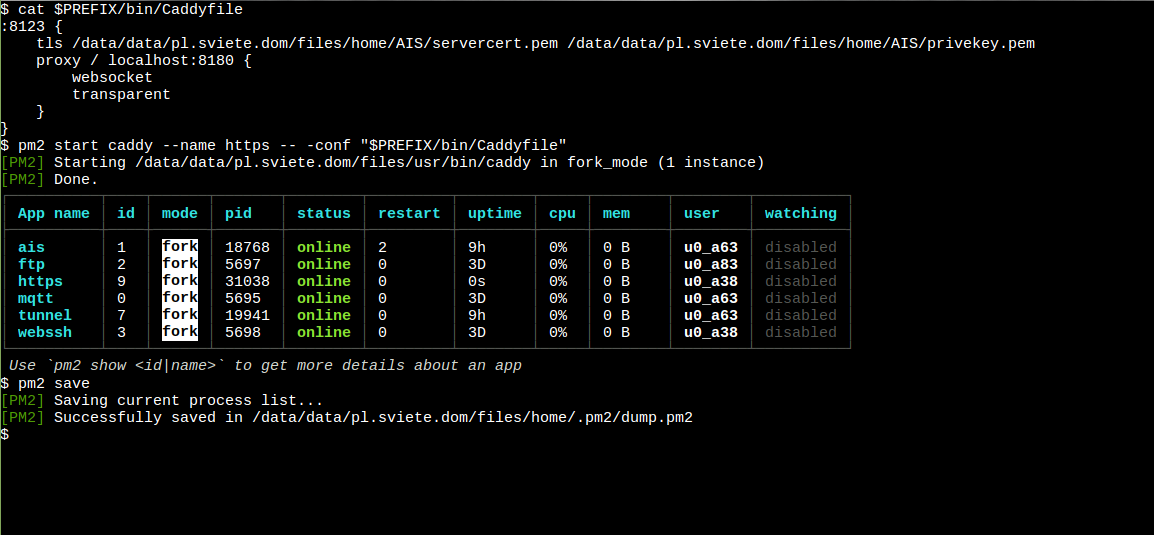 $ cat $PREFIX/bin/Caddyfile
:8123 {
    tls /data/data/pl.sviete.dom/files/home/AIS/servercert.pem /data/data/pl.sviete.dom/files/home/AIS/privekey.pem
    proxy / localhost:8180 {
        websocket
        transparent
    }
}
$ pm2 start caddy --name https -- -conf "$PREFIX/bin/Caddyfile"
[PM2] Starting /data/data/pl.sviete.dom/files/usr/bin/caddy in fork_mode (1 instance)
[PM2] Done.
App name id mode pid status restart uptime cpu mem user watching
ais 1 fork 18768 online 2 9h 0% 0 B u0_a63 disabled
ftp 2 fork 5697 online 0 3D 0% 0 B u0_a83 disabled
https 9 fork 31038 online 0 0s 0% 0 B u0_a38 disabled
mqtt 0 fork 5695 online 0 3D 0% 0 B u0_a63 disabled
tunnel 7 fork 19941 online 0 9h 0% 0 B u0_a63 disabled
webssh 3 fork 5698 online 0 3D 0% 0 B u0_a38 disabled
Use `pm2 show <id|name>` to get more details about an app
$ pm2 save
[PM2] Saving current process list...
[PM2] Successfully saved in /data/data/pl.sviete.dom/files/home/.pm2/dump.pm2
$